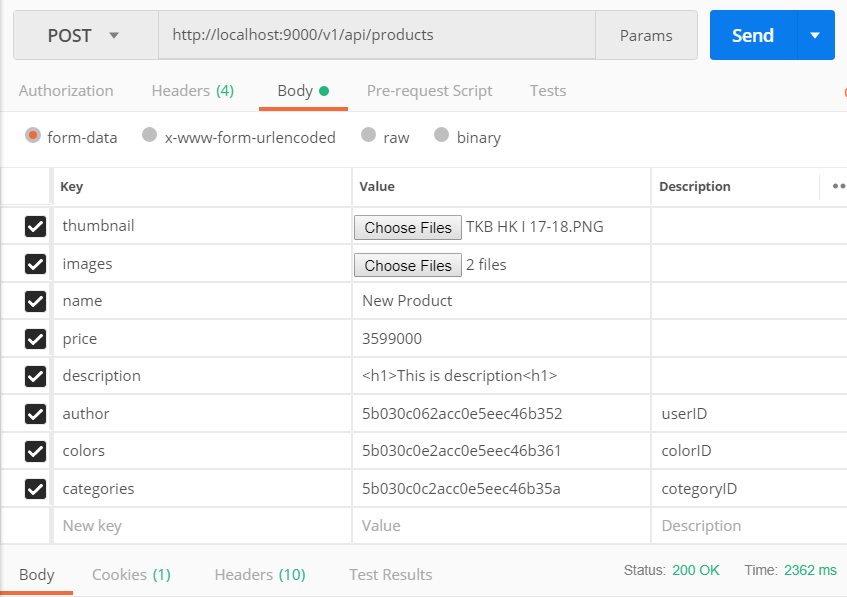 POST http://localhost:9000/v1/api/products Params Send
Authorization Headers (4) Body Pre-request Script Tests
form-data x-www-form-urlencoded raw binary
Key Value Description
thumbnail Choose Files TKB HK I 17-18.PNG
images Choose Files 2 files
name New Product
price 3599000
description <h1>This is description<h1>
author 5b030c062acc0e5eec46b352 userID
colors 5b030c0e2acc0e5eec46b361 colorID
categories 5b030c0c2acc0e5eec46b35a cotegoryID
New key Value Description
Body Cookies (1) Headers (10) Test Results Status: 200 OK Time: 2362 ms